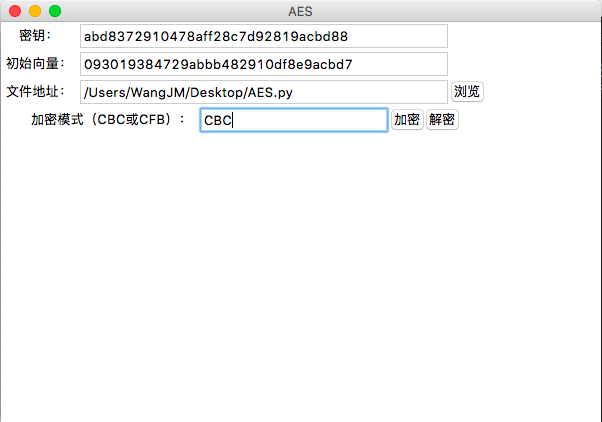 AES
密钥： abd8372910478aff28c7d92819acbd88
初始向量： 093019384729abbb482910df8e9acbd7
文件地址： /Users/WangJM/Desktop/AES.py 浏览
加密模式（CBC或CFB）： CBC 加密 解密